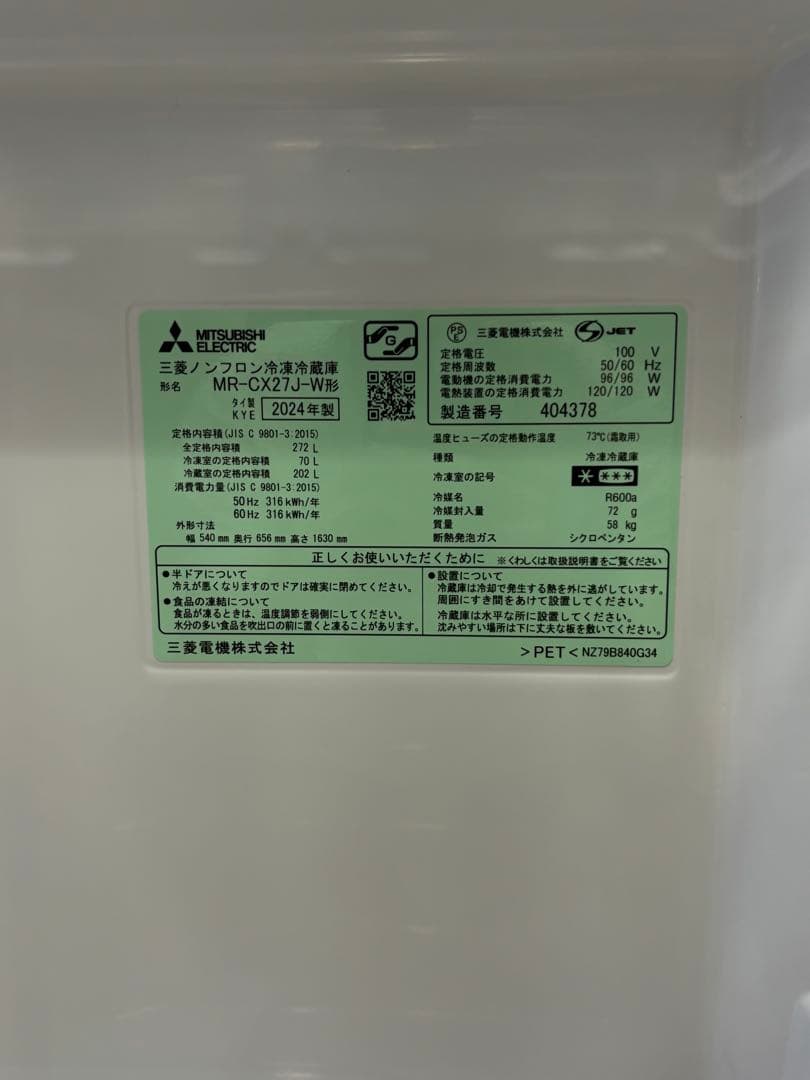 MITSUBISHI
ELECTRIC
G
三菱ノンフロン冷凍冷蔵庫
形名 MR-CX27J-W形
タイ製
KYE 2024年製
PS
E 三菱電機株式会社 JET
定格電圧 100 V
定格周波数 50/60 Hz
電動機の定格消費電力 96/96 W
電熱装置の定格消費電力 120/120 W
製造番号 404378
定格内容積(JIS C 9801-3:2015)
全定格内容積 272 L
冷凍室の定格内容積 70 L
冷蔵室の定格内容積 202 L
消費電力量(JIS C 9801-3:2015)
50Hz 316 kWh/年
60Hz 316 kWh/年
外形寸法
幅 540 mm 奥行 656 mm 高さ 1630 mm
温度ヒューズの定格動作温度 73℃(霜取用)
種類 冷凍冷蔵庫
冷凍室の記号 * ***
冷媒名 R600a
冷媒封入量 72 g
質量 58 kg
断熱発泡ガス シクロペンタン
正しくお使いいただくために ※くわしくは取扱説明書をご覧ください
●半ドアについて
冷えが悪くなりますのでドアは確実に閉めてください。
●食品の凍結について
食品が凍るときは、温度調節を弱側にしてください。
水分の多い食品を吹出口の前に置くと凍ることがあります。
●設置について
冷蔵庫は冷却で発生する熱を外に逃がしています。
周囲にすき間をあけて設置してください。
冷蔵庫は水平な所に設置してください。
沈みやすい場所は下に丈夫な板を敷いてください。
三菱電機株式会社 >PET< NZ79B840G34